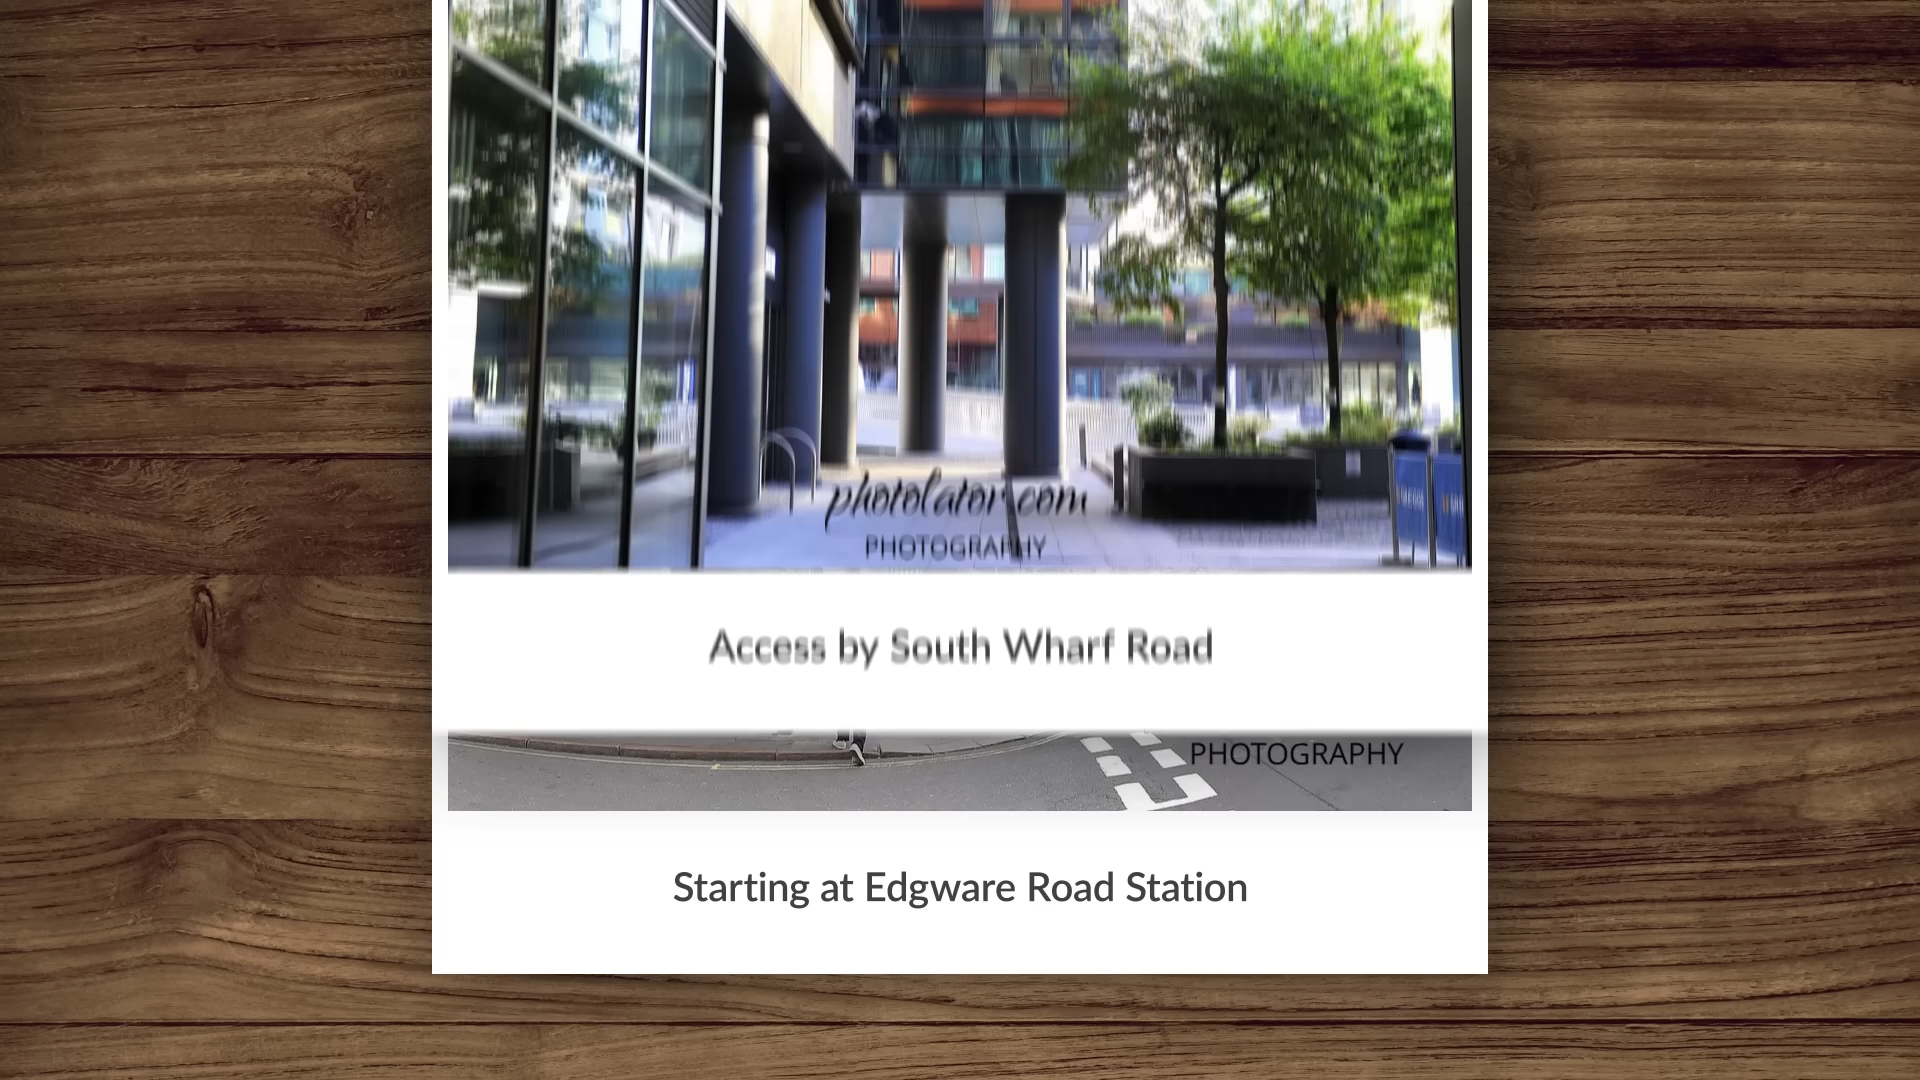 photolator.com
PHOTOGRAPHY
Access by South Wharf Road
PHOTOGRAPHY
Starting at Edgware Road Station